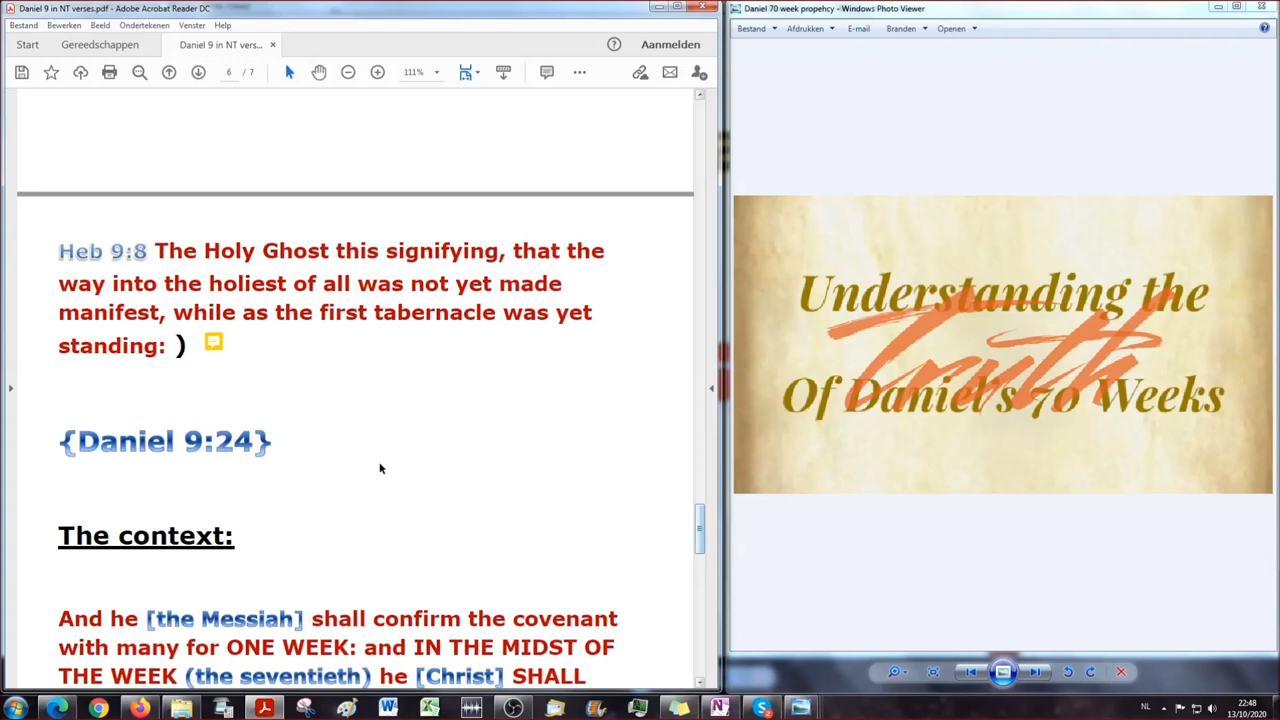 Daniel 9 in NT verses.pdf - Adobe Acrobat Reader DC
Bestand Bewerken Beeld Ondertekenen Venster Help
Start Gereedschappen Daniel 9 in NT vers... × ? Aanmelden
6 / 7 111%
Heb 9:8 The Holy Ghost this signifying, that the
way into the holiest of all was not yet made
manifest, while as the first tabernacle was yet
standing: )
{Daniel 9:24}
The context:
And he [the Messiah] shall confirm the covenant
with many for ONE WEEK: and IN THE MIDST OF
THE WEEK (the seventieth) he [Christ] SHALL
Daniel 70 week propehcy - Windows Photo Viewer
Bestand Afdrukken E-mail Branden Openen
Understanding the
Truth
Of Daniel's 70 Weeks
NL 22:48
13/10/2020